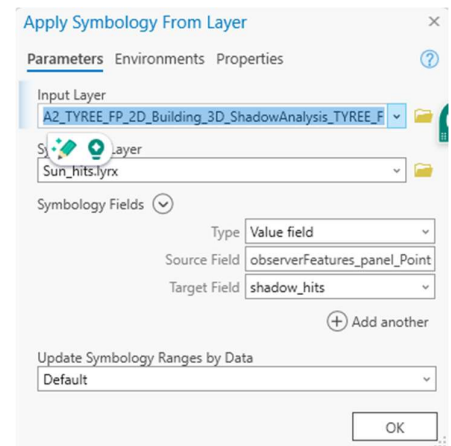 Apply Symbology From Layer
Parameters Environments Properties
Input Layer
A2_TYREE_FP_2D_Building_3D_ShadowAnalysis_TYREE_F
Layer
Sun_hits.lyrx
Symbology Fields
Type Value field
Source Field observerFeatures_panel_Point
Target Field shadow_hits
Add another
Update Symbology Ranges by Data
Default
OK